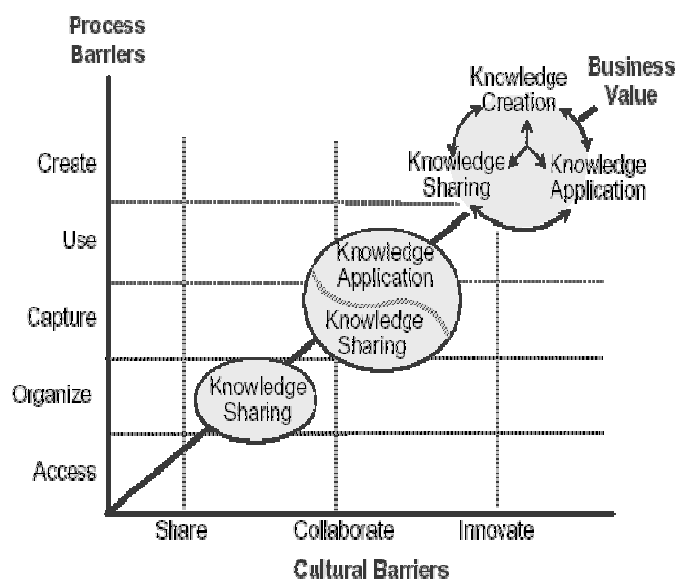 Process
Barriers
Knowledge
Creation
Business
Value
Create
Knowledge
Sharing
Knowledge
Application
Use
Knowledge
Application
Capture
Knowledge
Sharing
Organize
Knowledge
Sharing
Access
Share
Collaborate
Innovate
Cultural Barriers